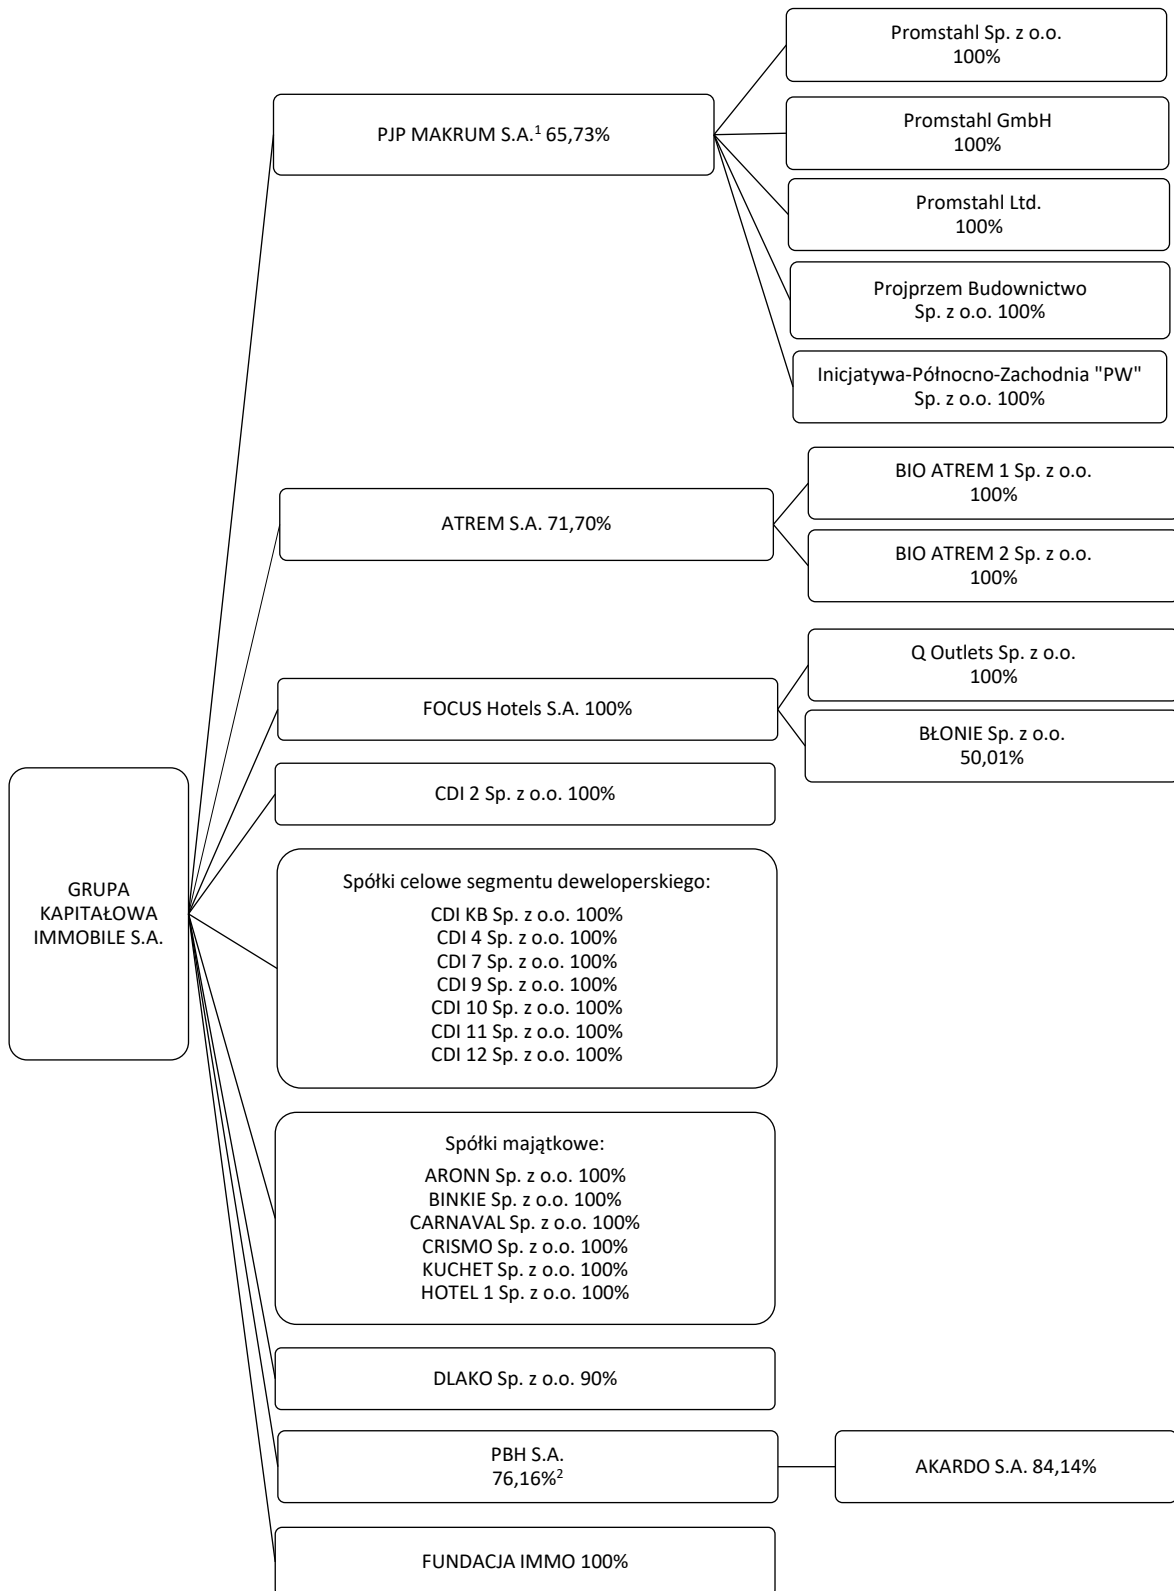 Promstahl Sp. z o.o.
100%
PJP MAKRUM S.A.¹ 65,73%
Promstahl GmbH
100%
Promstahl Ltd.
100%
Projprzem Budownictwo
Sp. z o.o. 100%
Inicjatywa-Północno-Zachodnia "PW"
Sp. z o.o. 100%
ATREM S.A. 71,70%
BIO ATREM 1 Sp. z o.o.
100%
BIO ATREM 2 Sp. z o.o.
100%
FOCUS Hotels S.A. 100%
Q Outlets Sp. z o.o.
100%
BŁONIE Sp. z o.o.
50,01%
CDI 2 Sp. z o.o. 100%
GRUPA
KAPITAŁOWA
IMMOBILE S.A.
Spółki celowe segmentu deweloperskiego:
CDI KB Sp. z o.o. 100%
CDI 4 Sp. z o.o. 100%
CDI 7 Sp. z o.o. 100%
CDI 9 Sp. z o.o. 100%
CDI 10 Sp. z o.o. 100%
CDI 11 Sp. z o.o. 100%
CDI 12 Sp. z o.o. 100%
Spółki majątkowe:
ARONN Sp. z o.o. 100%
BINKIE Sp. z o.o. 100%
CARNAVAL Sp. z o.o. 100%
CRISMO Sp. z o.o. 100%
KUCHET Sp. z o.o. 100%
HOTEL 1 Sp. z o.o. 100%
DLAKO Sp. z o.o. 90%
PBH S.A.
76,16%²
AKARDO S.A. 84,14%
FUNDACJA IMMO 100%